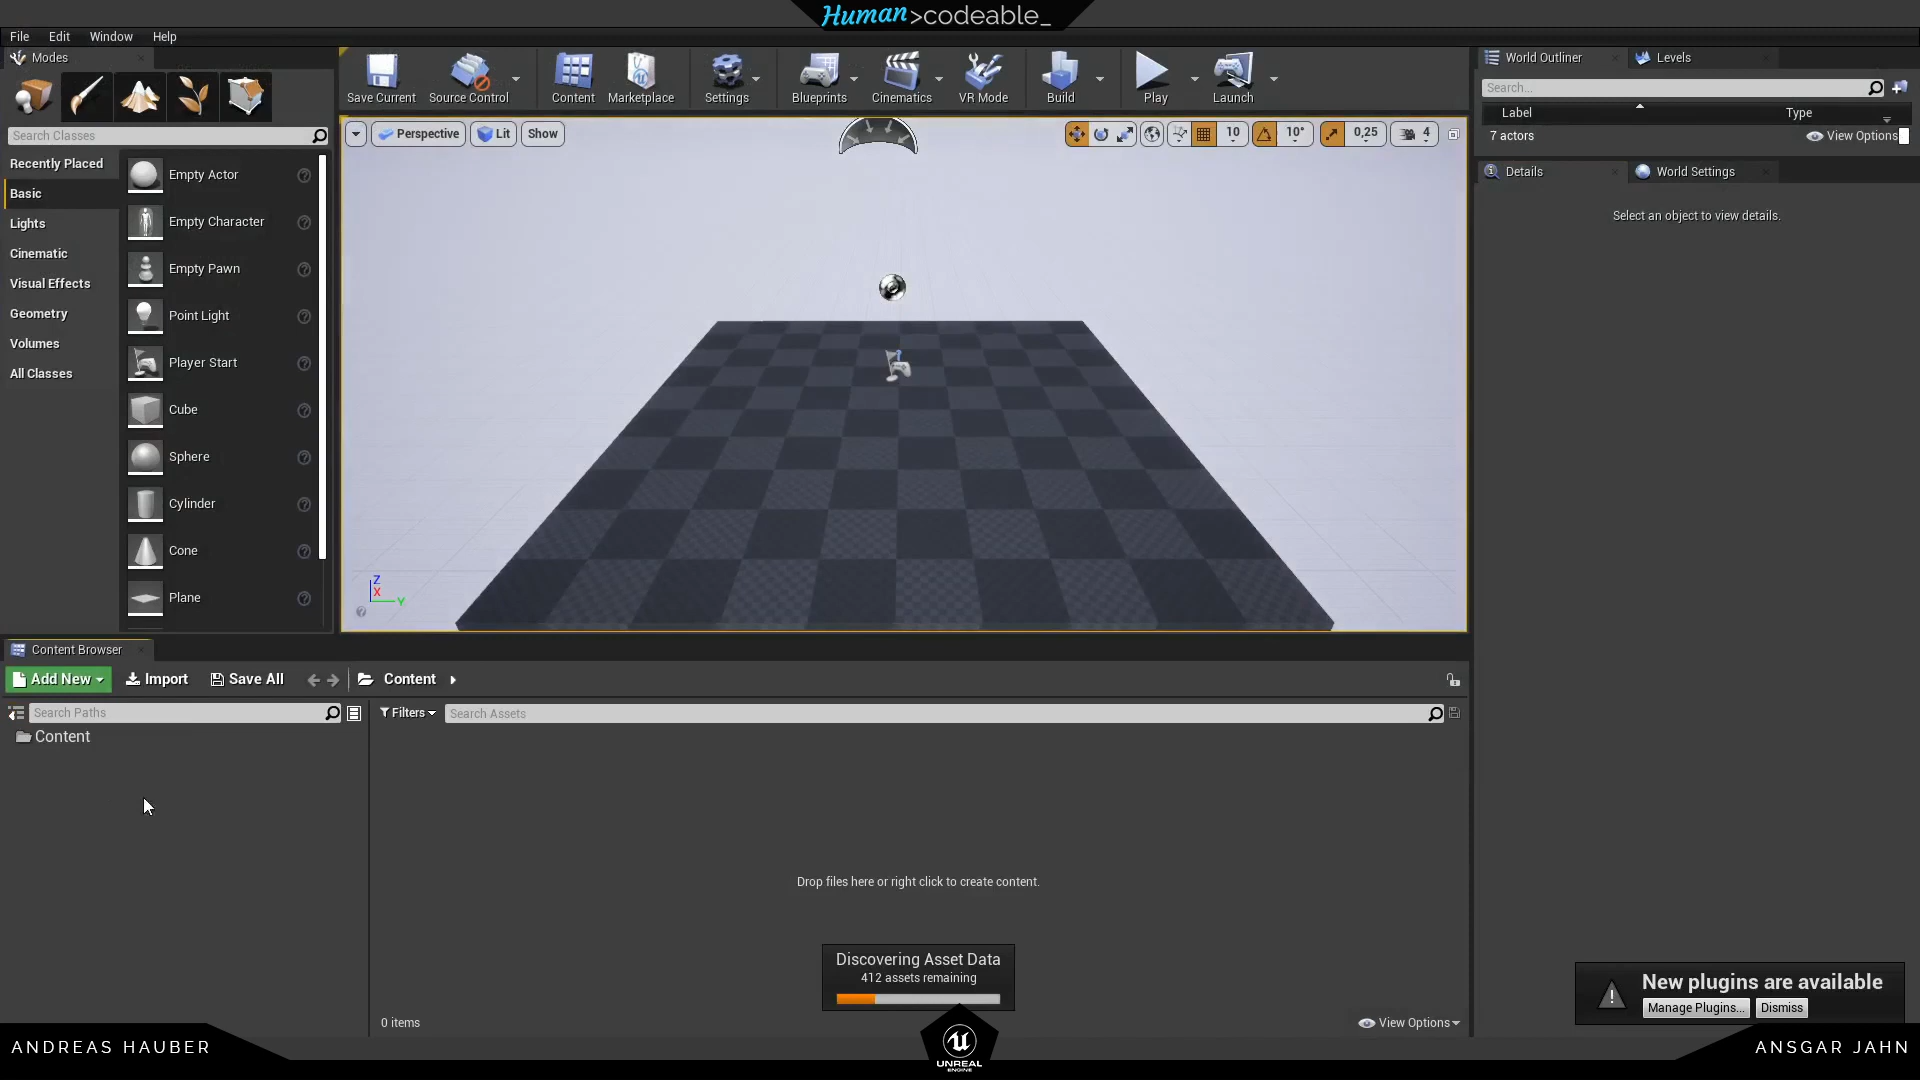 Human>codeable_
File Edit Window Help
Modes
Save Current Source Control Content Marketplace Settings Blueprints Cinematics VR Mode Build Play Launch
World Outliner Levels
Search...
Label Type
7 actors View Options
Details World Settings
Select an object to view details.
Search Classes
Recently Placed
Basic
Lights
Cinematic
Visual Effects
Geometry
Volumes
All Classes
Empty Actor
Empty Character
Empty Pawn
Point Light
Player Start
Cube
Sphere
Cylinder
Cone
Plane
Perspective Lit Show
10 10° 0,25 4
Z
X
Y
Content Browser
Add New Import Save All Content
Search Paths
Filters Search Assets
Content
Drop files here or right click to create content.
Discovering Asset Data
412 assets remaining
0 items View Options
New plugins are available
Manage Plugins... Dismiss
ANDREAS HAUBER
UNREAL
ENGINE
ANSGAR JAHN